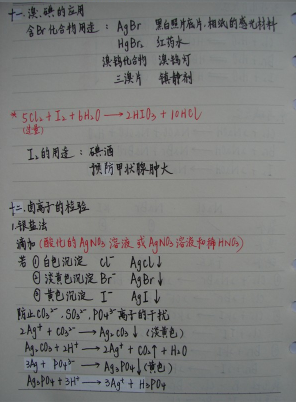 十一.溴.碘的应用
含Br化合物用途: AgBr 黑白照片底片.相纸的感化材料
HgBr₂ 红药水
溴钨化合物 溴钨灯
三溴片 镇静剂
* 5Cl₂ + I₂ + 6H₂O → 2HIO₃ + 10HCl
(过量)
I₂的用途: 碘酒
预防甲状腺肿大
十二.卤离子的检验
1.银盐法
滴加(酸化的AgNO₃溶液 或AgNO₃溶液和稀HNO₃)
若 ①白色沉淀 Cl⁻ AgCl↓
②淡黄色沉淀 Br⁻ AgBr↓
③黄色沉淀 I⁻ AgI↓
防止CO₃²⁻.SO₃²⁻.PO₄³⁻离子的干扰
2Ag⁺ + CO₃²⁻ → Ag₂CO₃↓(淡黄色)
Ag₂CO₃ + 2H⁺ → 2Ag⁺ + CO₂↑ + H₂O
3Ag + PO₄³⁻ → Ag₃PO₄↓(黄色)
Ag₃PO₄ + 3H⁺ → 3Ag⁺ + H₃PO₄